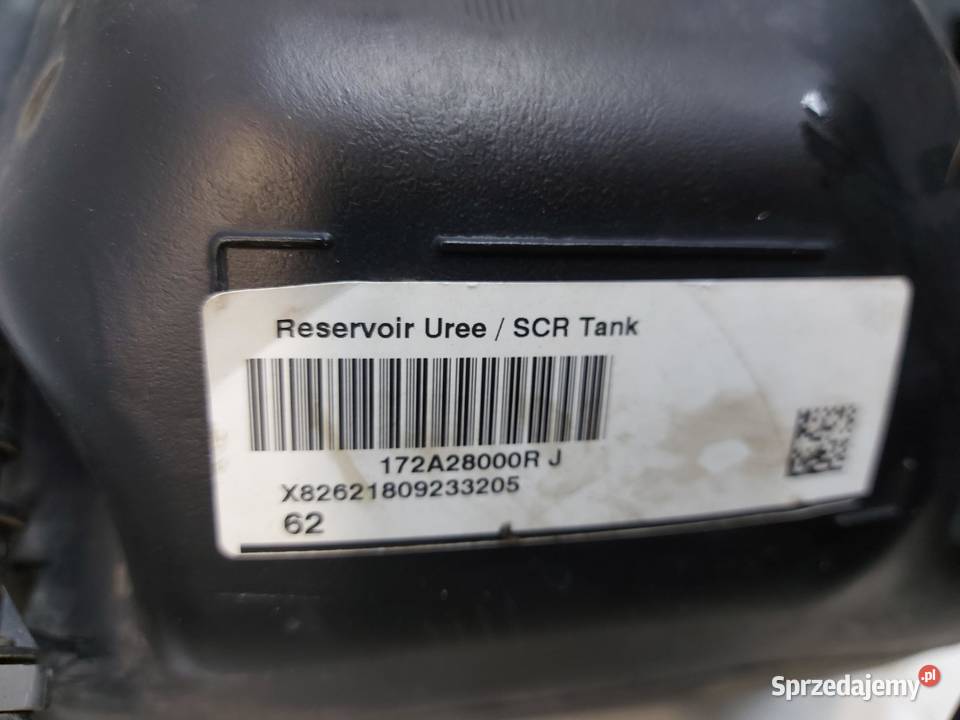 Reservoir Uree / SCR Tank
172A28000R J
X82621809233205
62
Sprzedajemy.pl